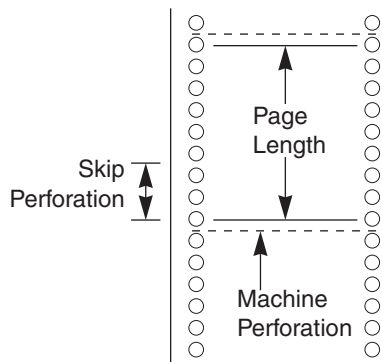 Page
Length
Skip
Perforation
Machine
Perforation